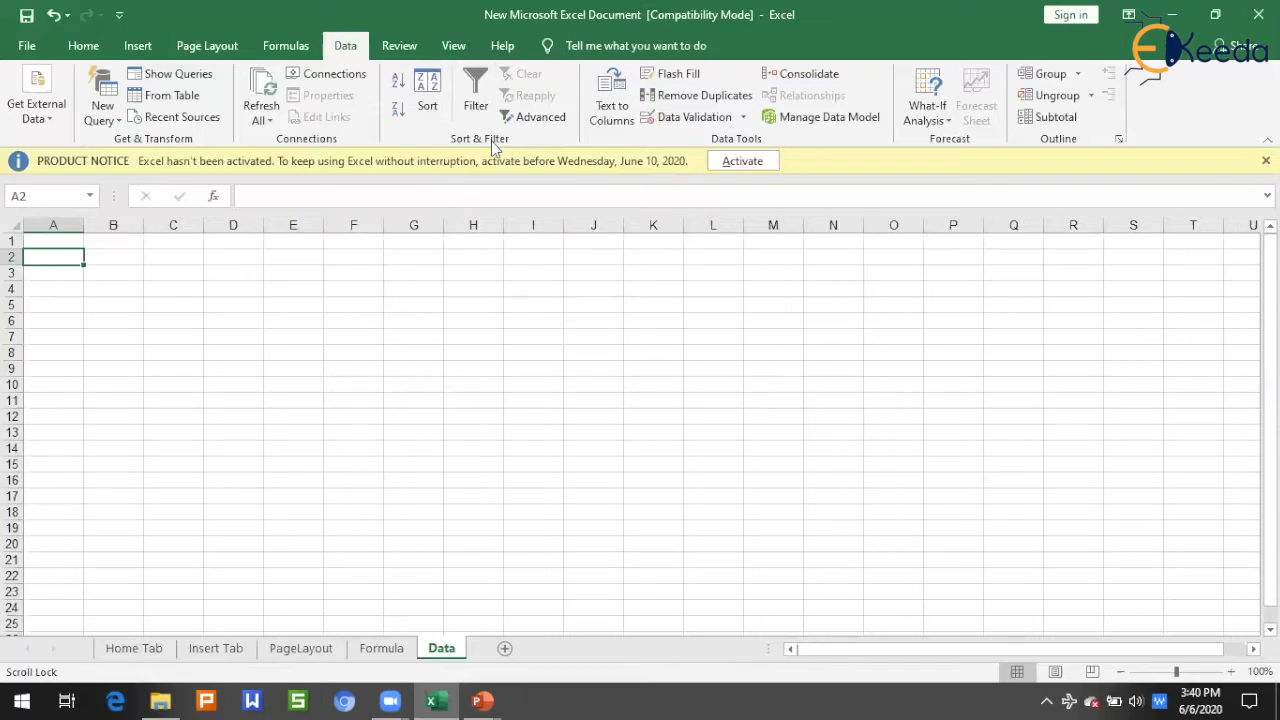 New Microsoft Excel Document [Compatibility Mode] - Excel
Sign in
File Home Insert Page Layout Formulas Data Review View Help Tell me what you want to do
Share
EKeeda
Get External Data
New Query
Show Queries
From Table
Recent Sources
Get & Transform
Refresh All
Connections
Properties
Edit Links
Connections
Sort
Filter
Clear
Reapply
Advanced
Sort & Filter
Text to Columns
Flash Fill
Remove Duplicates
Data Validation
Consolidate
Relationships
Manage Data Model
Data Tools
What-If Analysis
Forecast Sheet
Forecast
Group
Ungroup
Subtotal
Outline
PRODUCT NOTICE Excel hasn't been activated. To keep using Excel without interruption, activate before Wednesday, June 10, 2020. Activate
A2
fx
A B C D E F G H I J K L M N O P Q R S T U
1
2
3
4
5
6
7
8
9
10
11
12
13
14
15
16
17
18
19
20
21
22
23
24
25
Home Tab Insert Tab PageLayout Formula Data
Scroll Lock
100%
3:40 PM
6/6/2020